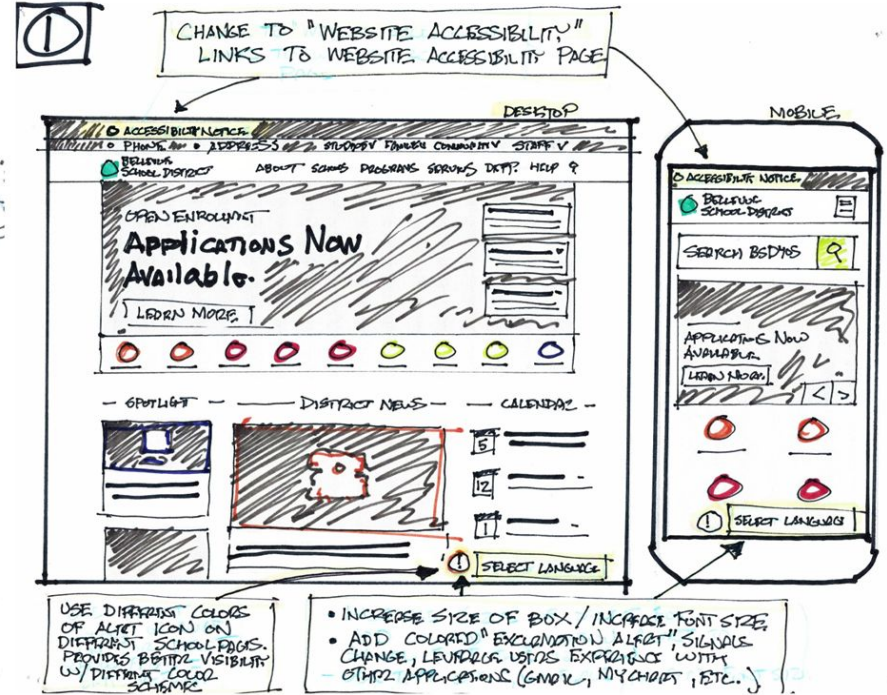 1
CHANGE TO "WEBSITE ACCESSIBILITY"
LINKS TO WEBSITE ACCESSIBILITY PAGE
DESKTOP
ACCESSIBILITY NOTICE
PHONE ADDRESS STUDENT FAMILY COMMUNITY STAFF
BELLEVUE
SCHOOL DISTRICT
ABOUT SCHOOLS PROGRAMS SERVICES DEPT. HELP
OPEN ENROLLMENT
APPLICATIONS NOW
AVAILABLE.
LEARN MORE
- SPOTLIGHT -
- DISTRICT NEWS -
- CALENDAR -
5
12
1
! SELECT LANGUAGE
MOBILE
ACCESSIBILITY NOTICE
BELLEVUE
SCHOOL DISTRICT
SEARCH BSD405
APPLICATIONS NOW
AVAILABLE
LEARN MORE
< >
! SELECT LANGUAGE
USE DIFFERENT COLORS
OF ALERT ICON ON
DIFFERENT SCHOOL PAGES.
PROVIDES BETTER VISIBILITY
W/ DIFFERENT COLOR
SCHEMES
• INCREASE SIZE OF BOX / INCREASE FONT SIZE
• ADD COLORED "EXCLAMATION ALERT", SIGNALS
CHANGE, LEVERAGE USERS EXPERIENCE WITH
OTHER APPLICATIONS (GMAIL, MYCHART, ETC..)